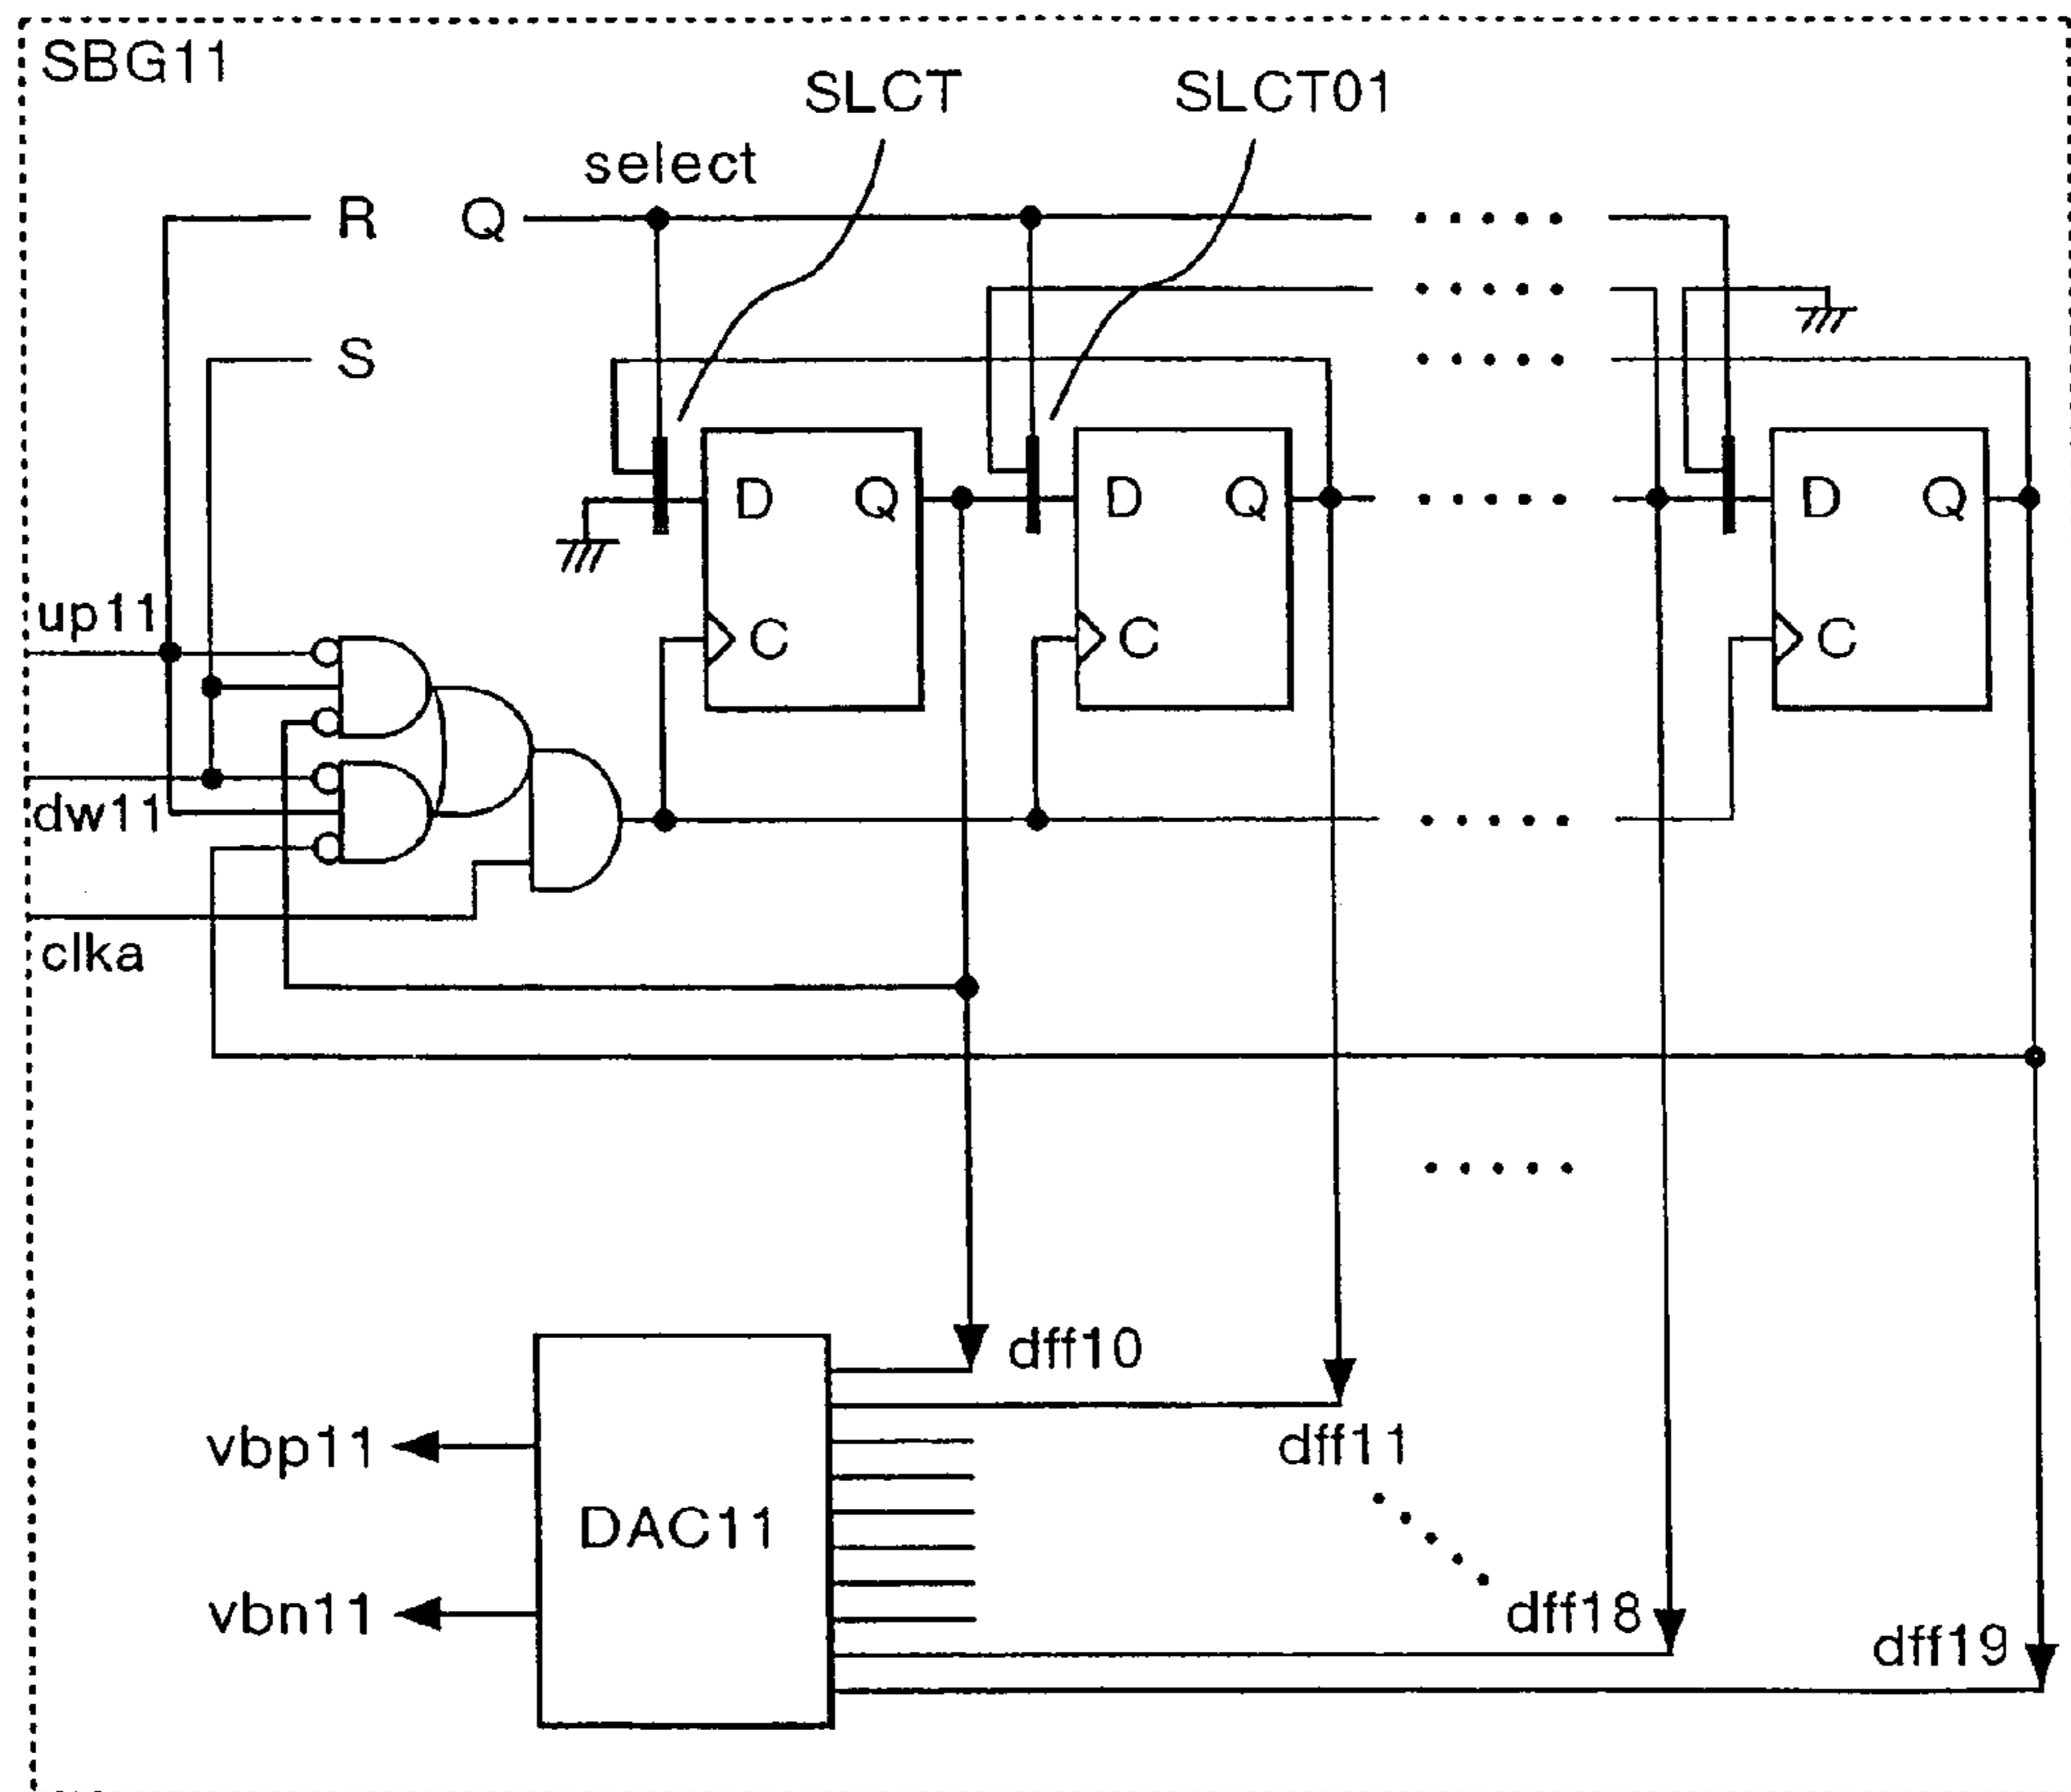 SBG11
SLCT SLCT01
select
R Q
S
D Q D Q D Q
up11
C C C
dw11
clka
dff10
vbp11
dff11
DAC11
vbn11
dff18
dff19